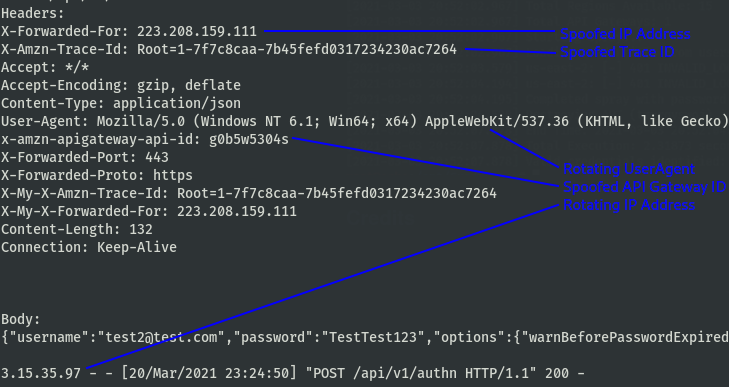 Headers:
X-Forwarded-For: 223.208.159.111
Spoofed IP Address
X-Amzn-Trace-Id: Root=1-7f7c8caa-7b45fefd0317234230ac7264
Spoofed Trace ID
Accept: */*
Accept-Encoding: gzip, deflate
Content-Type: application/json
User-Agent: Mozilla/5.0 (Windows NT 6.1; Win64; x64) AppleWebKit/537.36 (KHTML, like Gecko)
x-amzn-apigateway-api-id: g0b5w5304s
X-Forwarded-Port: 443
Rotating UserAgent
X-Forwarded-Proto: https
Spoofed API Gateway ID
X-My-X-Amzn-Trace-Id: Root=1-7f7c8caa-7b45fefd0317234230ac7264
Rotating IP Address
X-My-X-Forwarded-For: 223.208.159.111
Content-Length: 132
Connection: Keep-Alive
Body:
{"username":"test2@test.com","password":"TestTest123","options":{"warnBeforePasswordExpired
3.15.35.97 - - [20/Mar/2021 23:24:50] "POST /api/v1/authn HTTP/1.1" 200 -